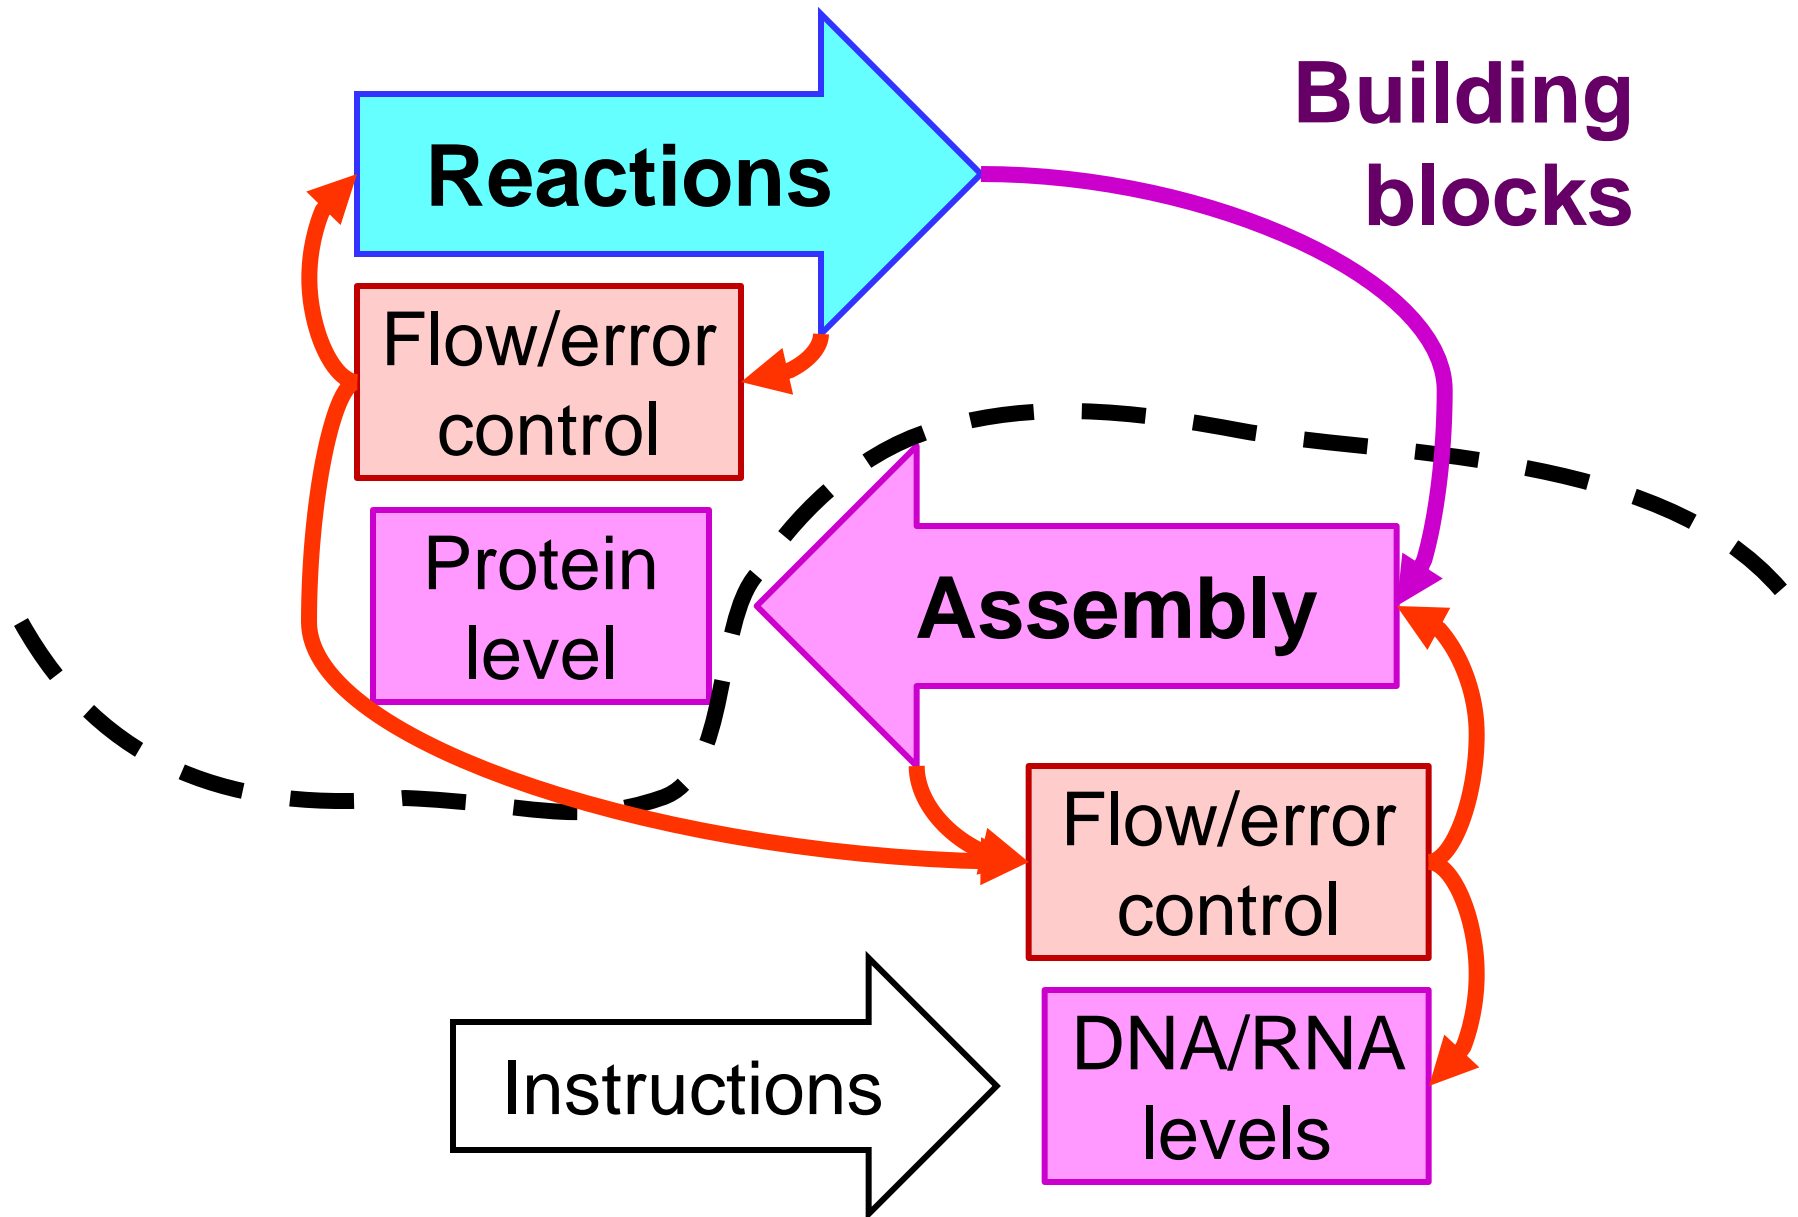 Building
blocks
Reactions
Flow/error
control
Protein
level
Assembly
Flow/error
control
Instructions
DNA/RNA
levels